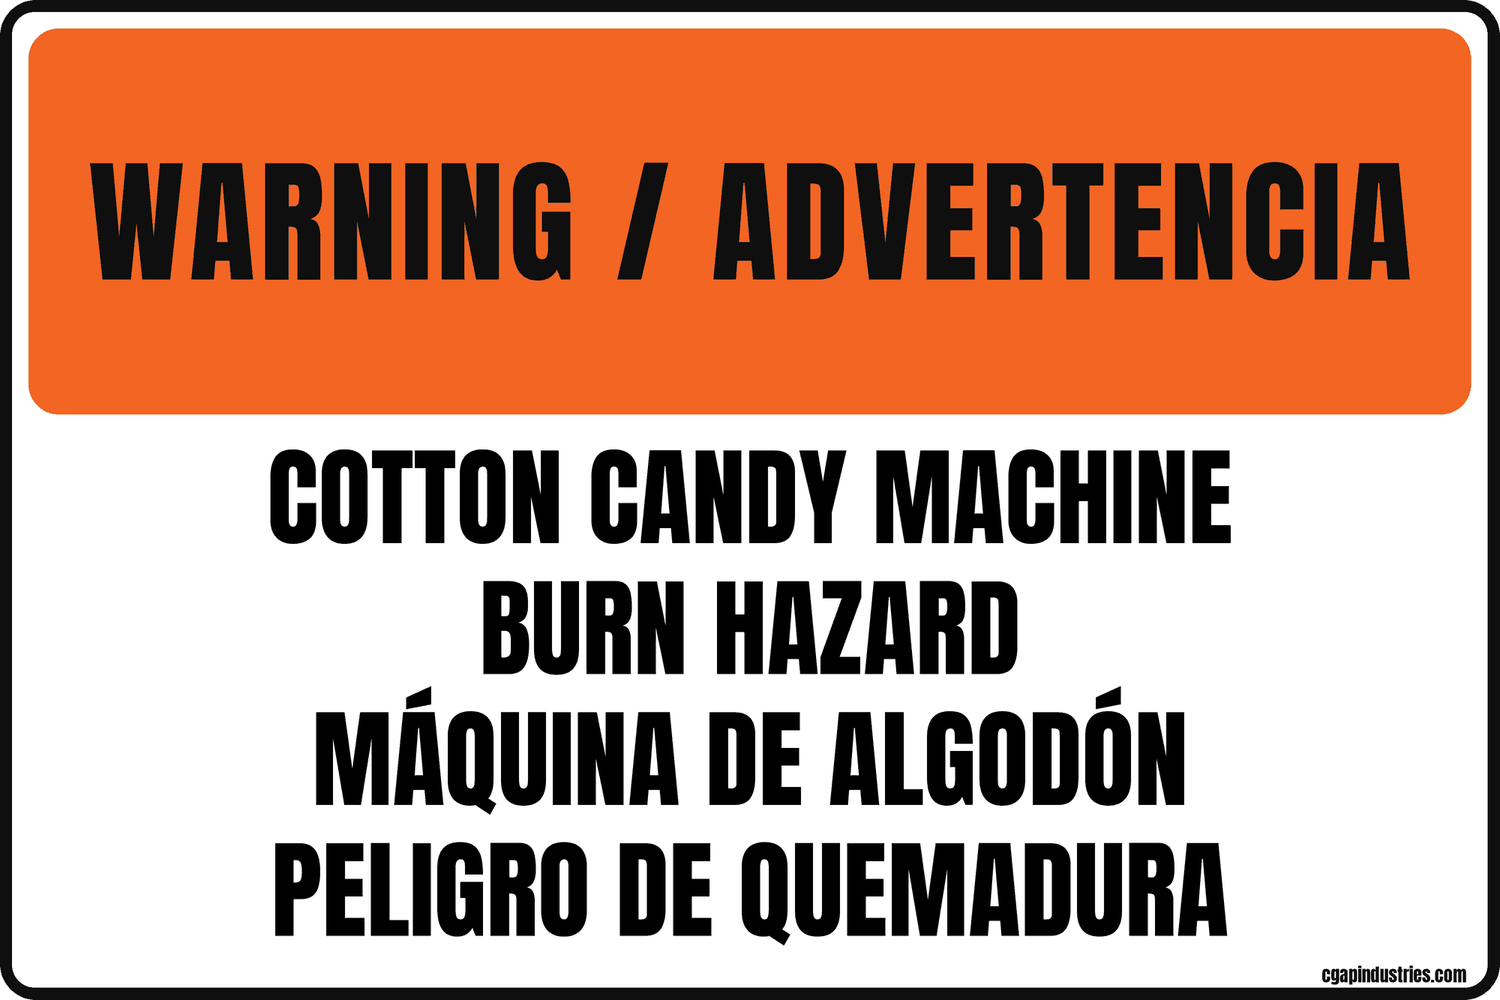 WARNING / ADVERTENCIA
COTTON CANDY MACHINE
BURN HAZARD
MÁQUINA DE ALGODÓN
PELIGRO DE QUEMADURA
cgapindustries.com